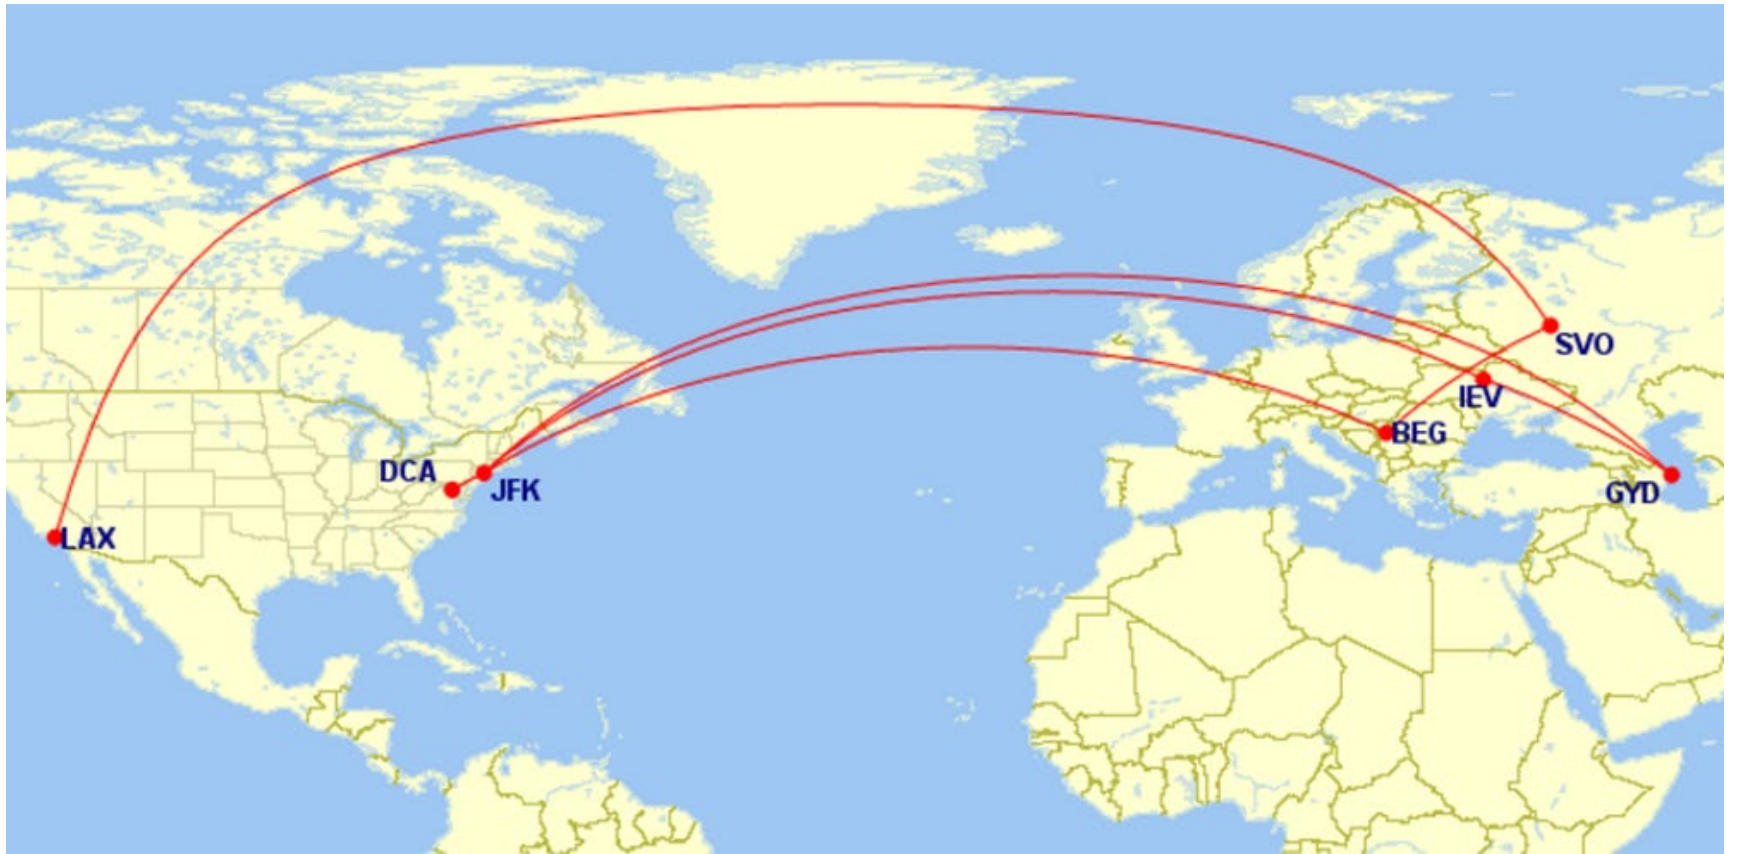 SVO
IEV
BEG
DCA
JFK
GYD
LAX